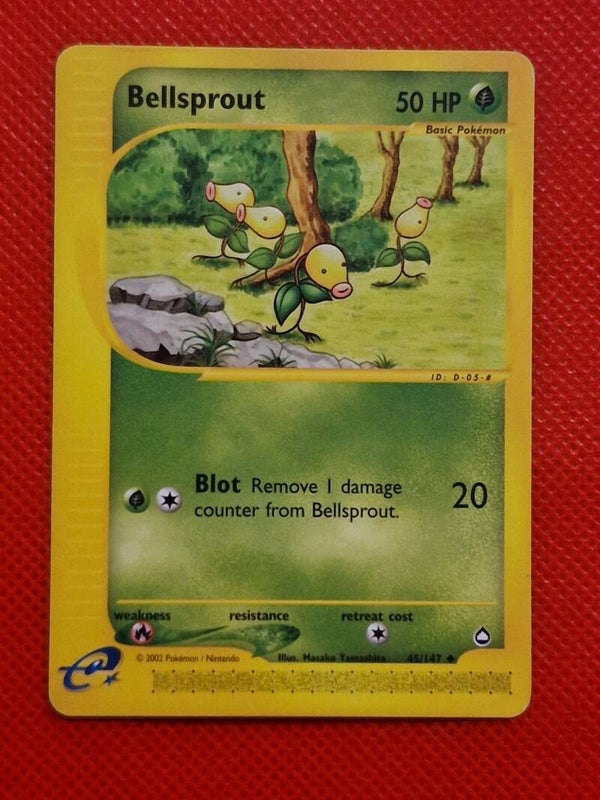 Bellsprout 50 HP
Basic Pokémon
ID: D-05-#
Blot Remove 1 damage
counter from Bellsprout.
20
weakness resistance retreat cost
© 2002 Pokémon / Nintendo Illus. Masako Yamashita 65/147
e